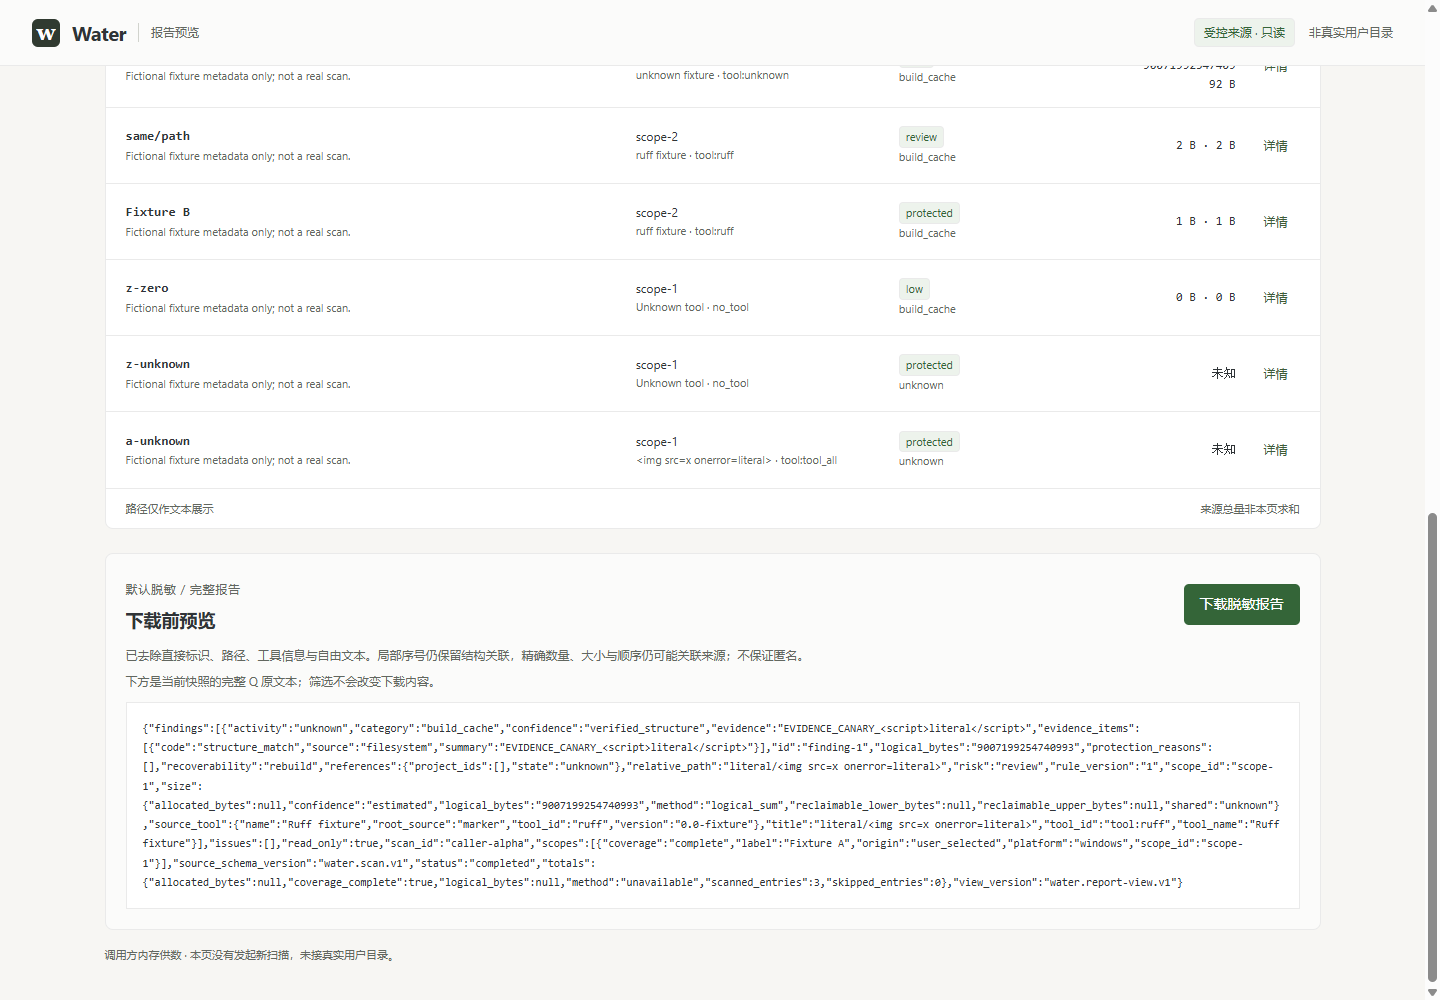 W Water 报告预览 受控来源 · 只读 非真实用户目录
Fictional fixture metadata only; not a real scan.
unknown fixture · tool:unknown
build_cache
92 B
详情
same/path
Fictional fixture metadata only; not a real scan.
scope-2
ruff fixture · tool:ruff
review
build_cache
2 B · 2 B
详情
Fixture B
Fictional fixture metadata only; not a real scan.
scope-2
ruff fixture · tool:ruff
protected
build_cache
1 B · 1 B
详情
z-zero
Fictional fixture metadata only; not a real scan.
scope-1
Unknown tool · no_tool
low
build_cache
0 B · 0 B
详情
z-unknown
Fictional fixture metadata only; not a real scan.
scope-1
Unknown tool · no_tool
protected
unknown
未知
详情
a-unknown
Fictional fixture metadata only; not a real scan.
scope-1
<img src=x onerror=literal> · tool:tool_all
protected
unknown
未知
详情
路径仅作文本展示
来源总量非本页求和
默认脱敏 / 完整报告
下载前预览
下载脱敏报告
已去除直接标识、路径、工具信息与自由文本。局部序号仍保留结构关联，精确数量、大小与顺序仍可能关联来源；不保证匿名。
下方是当前快照的完整 Q 原文本；筛选不会改变下载内容。
{"findings":[{"activity":"unknown","category":"build_cache","confidence":"verified_structure","evidence":"EVIDENCE_CANARY_<script>literal</script>","evidence_items":
[{"code":"structure_match","source":"filesystem","summary":"EVIDENCE_CANARY_<script>literal</script>"}],"id":"finding-1","logical_bytes":"9007199254740993","protection_reasons":
[],"recoverability":"rebuild","references":{"project_ids":[],"state":"unknown"},"relative_path":"literal/<img src=x onerror=literal>","risk":"review","rule_version":"1","scope_id":"scope-
1","size":
{"allocated_bytes":null,"confidence":"estimated","logical_bytes":"9007199254740993","method":"logical_sum","reclaimable_lower_bytes":null,"reclaimable_upper_bytes":null,"shared":"unknown"}
,"source_tool":{"name":"Ruff fixture","root_source":"marker","tool_id":"ruff","version":"0.0-fixture"},"title":"literal/<img src=x onerror=literal>","tool_id":"tool:ruff","tool_name":"Ruff
fixture"}],"issues":[],"read_only":true,"scan_id":"caller-alpha","scopes":[{"coverage":"complete","label":"Fixture A","origin":"user_selected","platform":"windows","scope_id":"scope-
1"}],"source_schema_version":"water.scan.v1","status":"completed","totals":
{"allocated_bytes":null,"coverage_complete":true,"logical_bytes":null,"method":"unavailable","scanned_entries":3,"skipped_entries":0},"view_version":"water.report-view.v1"}
调用方内存供数 · 本页没有发起新扫描，未接真实用户目录。